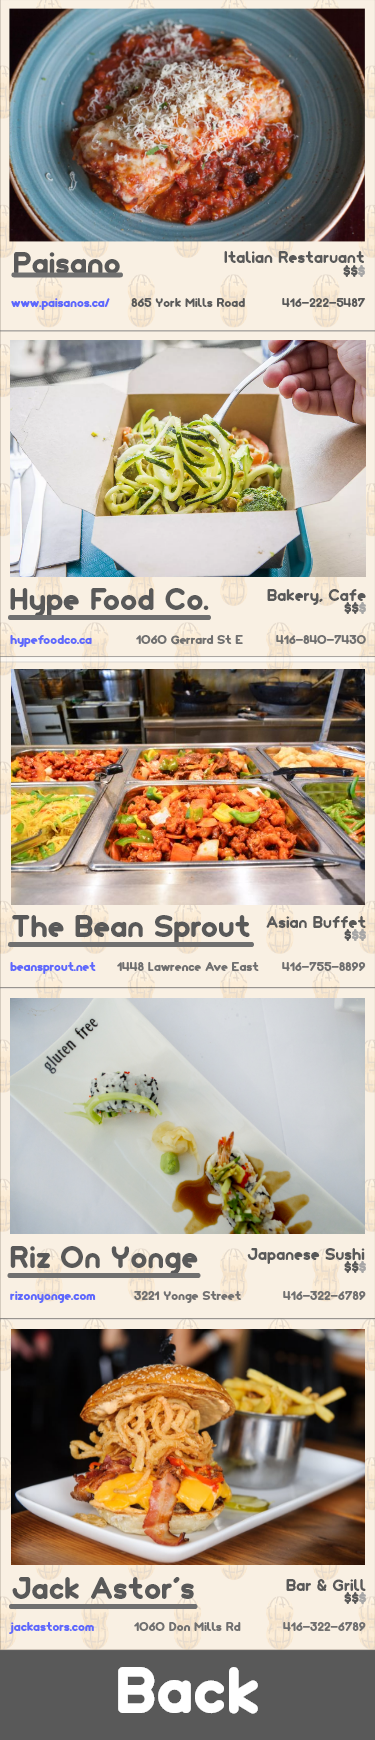 Paisano
Italian Restaruant
$$$
www.paisanos.ca/ 865 York Mills Road 416-222-5487
Hype Food Co.
Bakery, Cafe
$$$
hypefoodco.ca 1060 Gerrard St E 416-840-7430
The Bean Sprout
Asian Buffet
$$$
beansprout.net 1448 Lawrence Ave East 416-755-8899
gluten free
Riz On Yonge
Japanese Sushi
$$$
rizonyonge.com 3221 Yonge Street 416-322-6789
Jack Astor's
Bar & Grill
$$$
jackastors.com 1060 Don Mills Rd 416-322-6789
Back